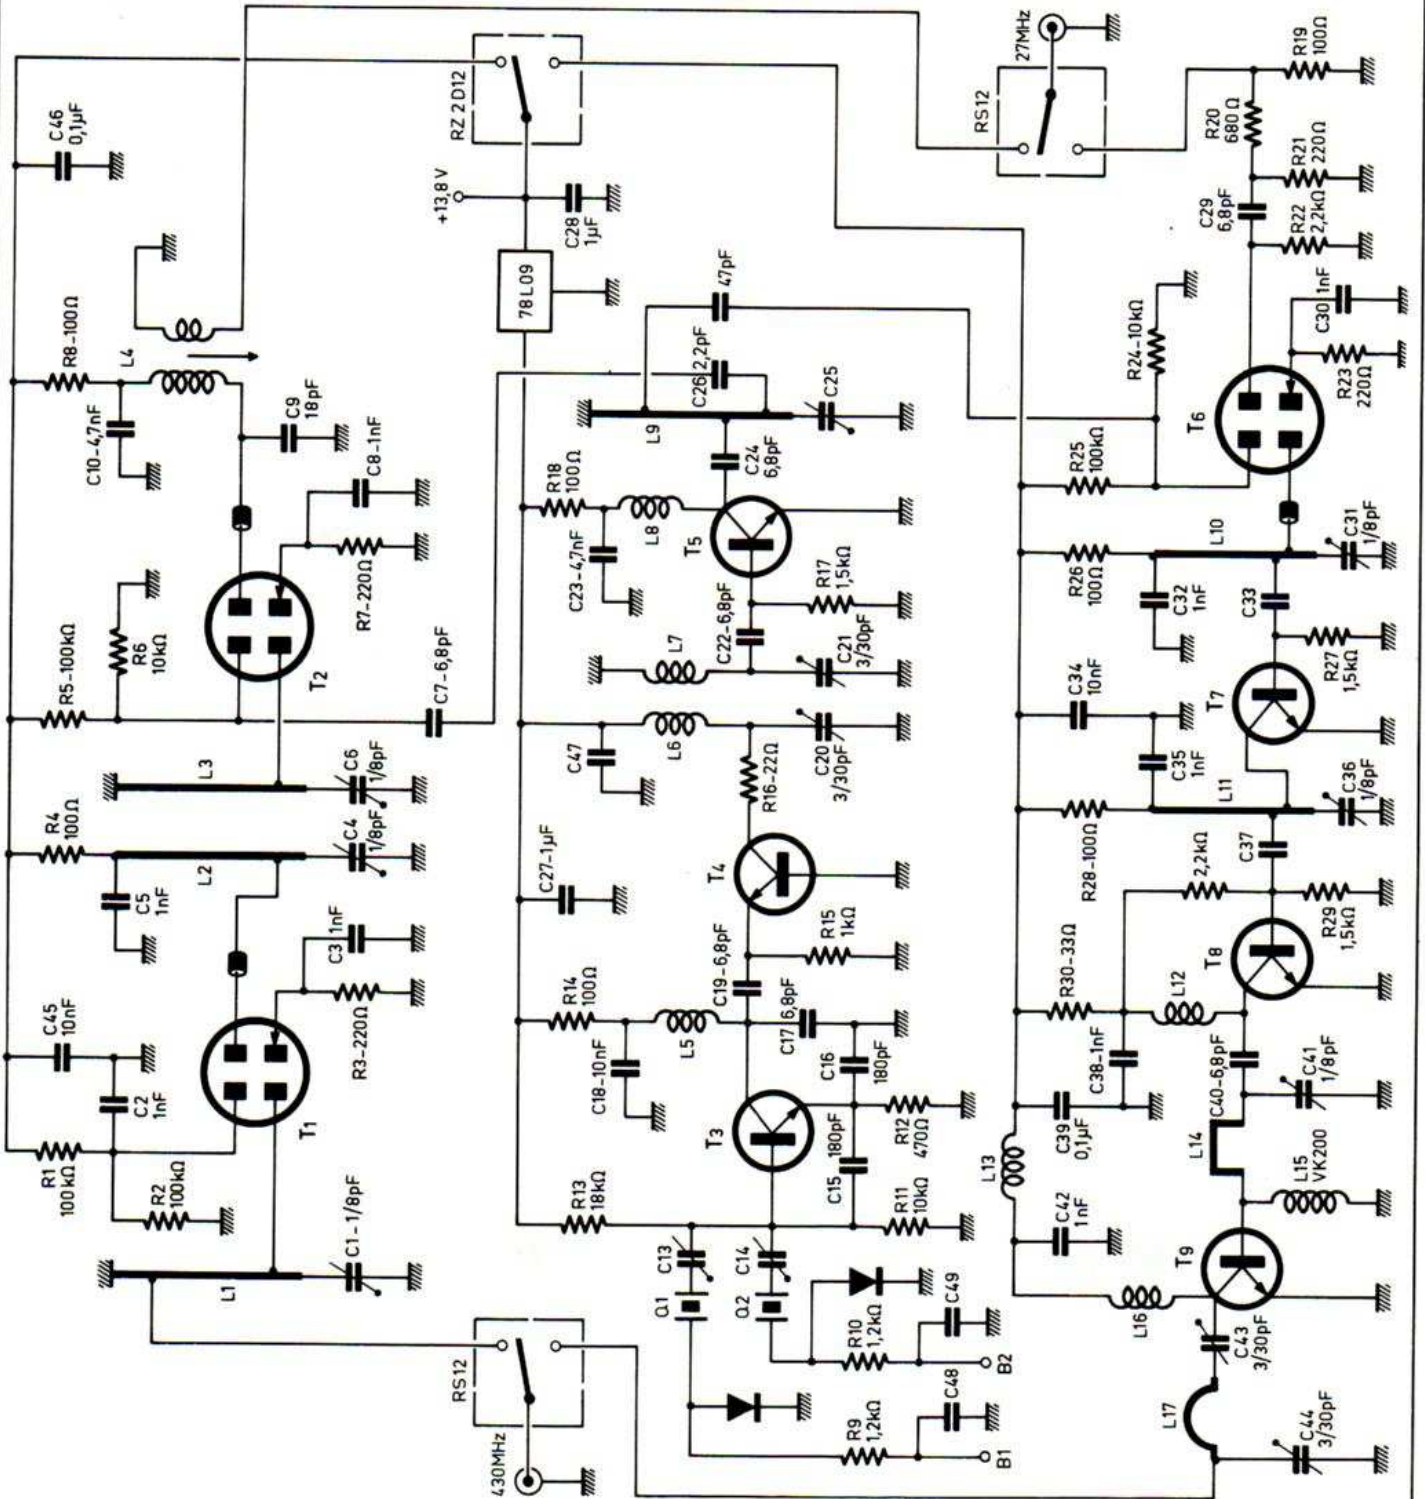 R1
100kΩ
R2
100kΩ
C2
1nF
C45
10nF
L1
C1-1/8pF
T1
R3-220Ω
C3 1nF
C5
1nF
R4
100Ω
L2
C4
1/8pF
L3
C6
1/8pF
R5-100kΩ
R6
10kΩ
T2
R7-220Ω
C8-1nF
C7-6,8pF
C10-4,7nF
R8-100Ω
L4
C9
18pF
C46
0,1µF
RS12
430MHz
R13
18kΩ
C13
Q1
C14
Q2
R9
1,2kΩ
C48
B1
R10
1,2kΩ
C49
B2
T3
C15
180pF
R11
10kΩ
R12
470Ω
C16
180pF
C17 6,8pF
C18-10nF
R14
100Ω
L5
C19-6,8pF
R15
1kΩ
C27-1µF
T4
R16-22Ω
C47
L6
C20
3/30pF
L7
C21
3/30pF
C22-6,8pF
R17
1,5kΩ
T5
C23-4,7nF
R18
100Ω
L8
C24
6,8pF
L9
C25
C26 2,2pF
47pF
78L09
+13,8V
C28
1µF
RZ 2 D12
RS12
27MHz
L17
C44
3/30pF
C43
3/30pF
L16
T9
C42
1nF
L13
L15
VK200
L14
C39
0,1µF
C38-1nF
C40-6,8pF
C41
1/8pF
R30-33Ω
L12
T8
2,2kΩ
R29
1,5kΩ
R28-100Ω
C37
L11
C36
1/8pF
C35
1nF
C34
10nF
T7
R27
1,5kΩ
C33
C32
1nF
R26
100Ω
L10
C31
1/8pF
R25
100kΩ
R24-10kΩ
T6
R23
220Ω
C30 1nF
R22
2,2kΩ
C29
6,8pF
R21
220Ω
R20
680Ω
R19
100Ω